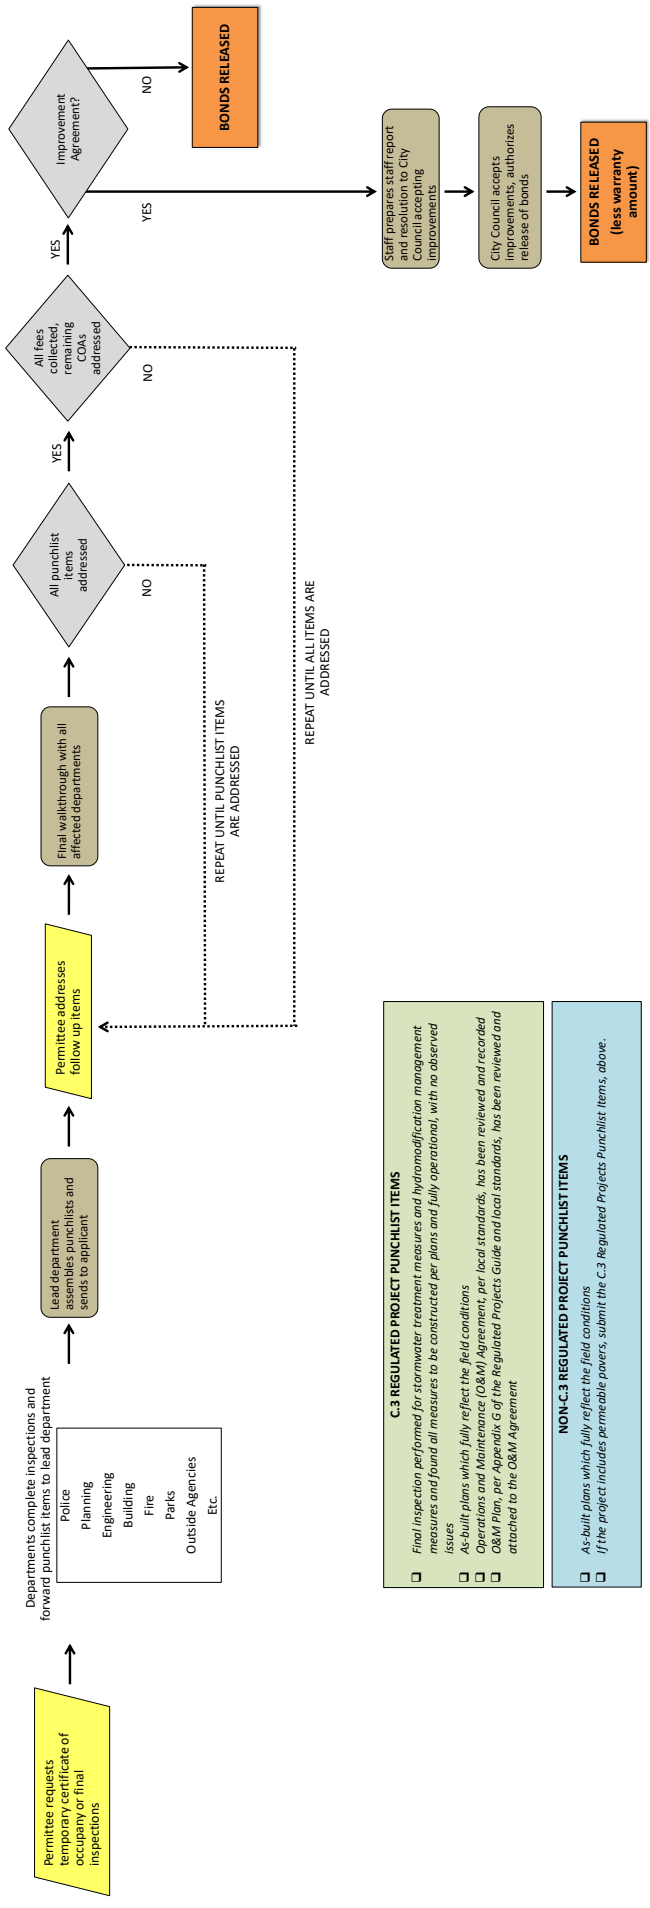 Permittee requests
temporary certificate of
occupany or final
inspections
Departments complete inspections and
forward punchlist items to lead department
Police
Planning
Engineering
Building
Fire
Parks
Outside Agencies
Etc.
Lead department
assembles punchlists and
sends to applicant
Permittee addresses
follow up items
Final walkthrough with all
affected departments
All punchlist
items
addressed
YES
NO
REPEAT UNTIL PUNCHLIST ITEMS
ARE ADDRESSED
All fees
collected,
remaining
COAs
addressed
YES
NO
REPEAT UNTIL ALL ITEMS ARE
ADDRESSED
Improvement
Agreement?
NO
BONDS RELEASED
YES
Staff prepares staff report
and resolution to City
Council accepting
improvements
City Council accepts
improvements, authorizes
release of bonds
BONDS RELEASED
(less warranty
amount)
C.3 REGULATED PROJECT PUNCHLIST ITEMS
❑ Final inspection performed for stormwater treatment measures and hydromodification management
measures and found all measures to be constructed per plans and fully operational, with no observed
issues
❑ As-built plans which fully reflect the field conditions
❑ Operations and Maintenance (O&M) Agreement, per local standards, has been reviewed and recorded
❑ O&M Plan, per Appendix G of the Regulated Projects Guide and local standards, has been reviewed and
attached to the O&M Agreement
NON-C.3 REGULATED PROJECT PUNCHLIST ITEMS
❑ As-built plans which fully reflect the field conditions
❑ If the project includes permeable pavers, submit the C.3 Regulated Projects Punchlist Items, above.